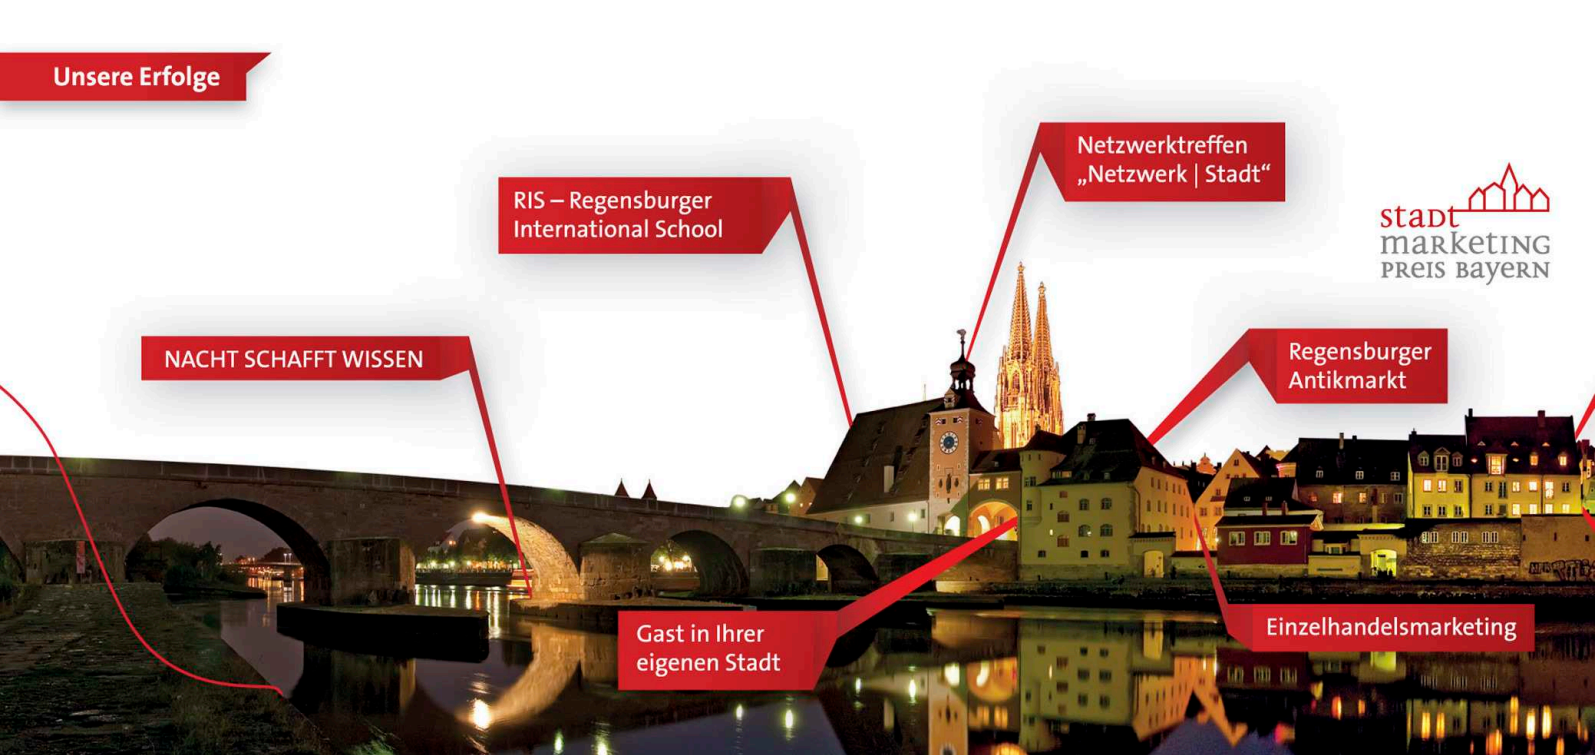 Unsere Erfolge
Netzwerktreffen
„Netzwerk | Stadt“
RIS – Regensburger
International School
stadt
marketing
preis bayern
NACHT SCHAFFT WISSEN
Regensburger
Antikmarkt
Gast in Ihrer
eigenen Stadt
Einzelhandelsmarketing